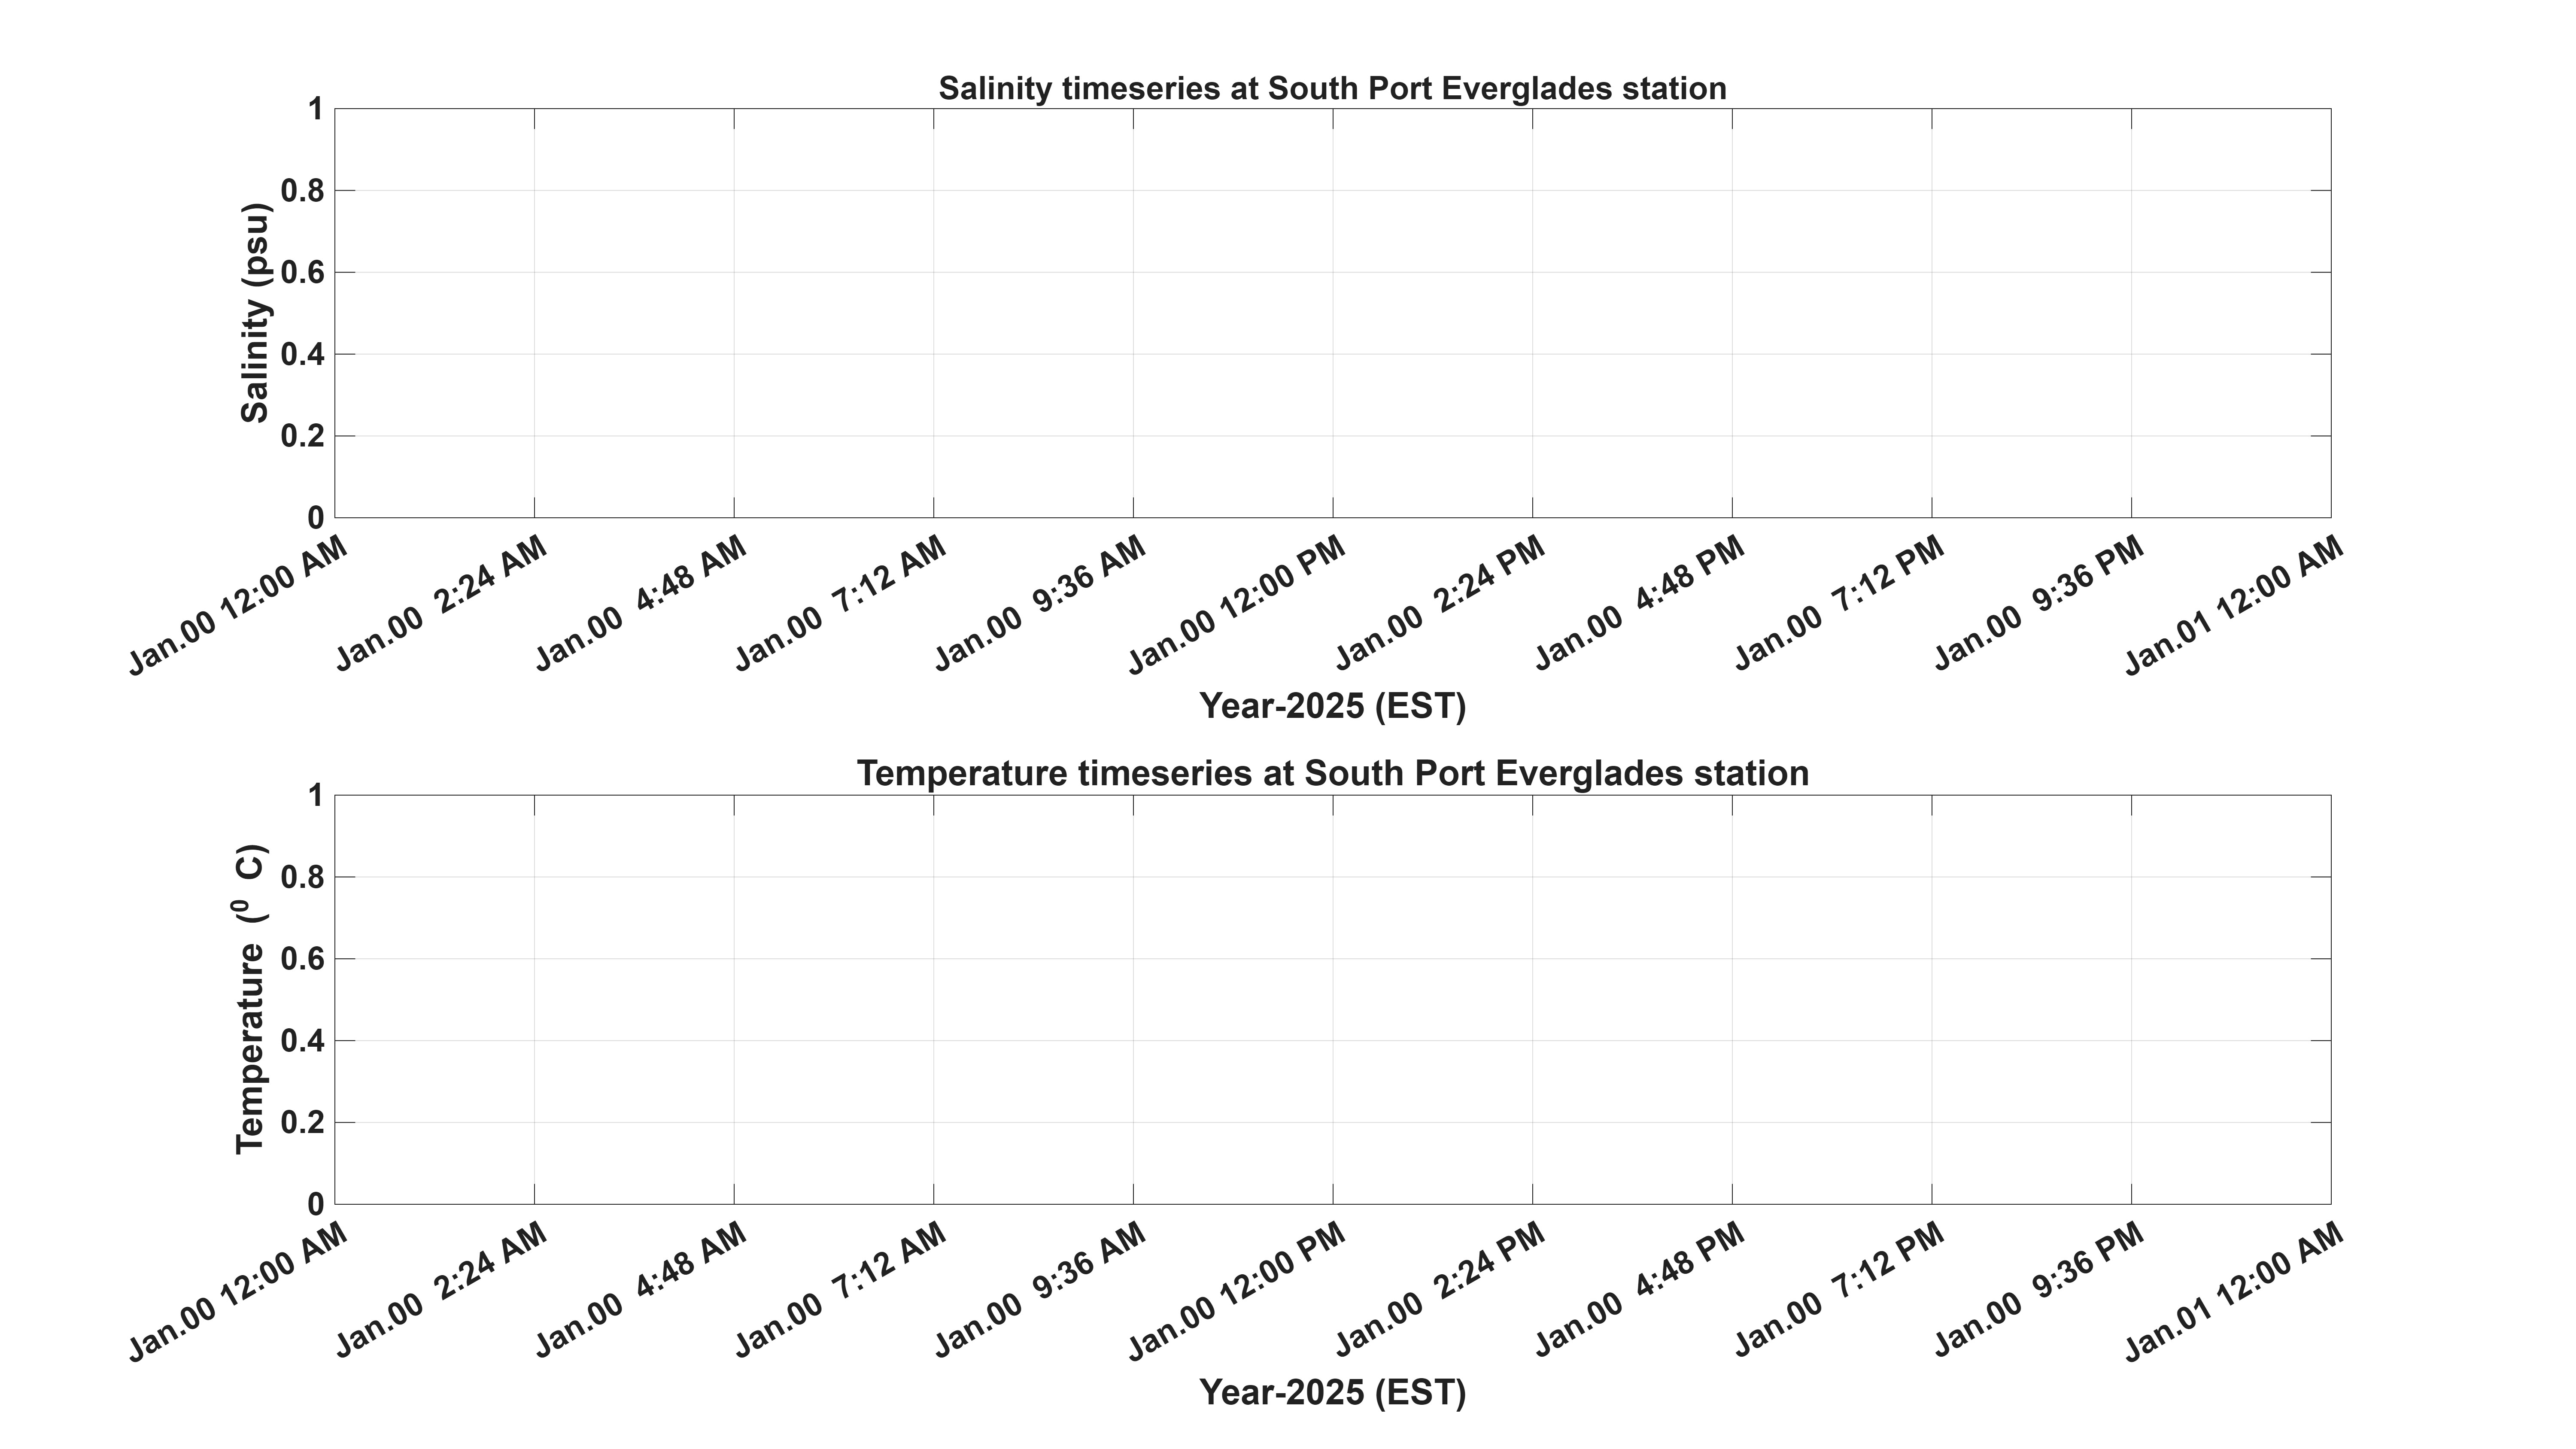 Salinity timeseries at South Port Everglades station
Salinity (psu)
1
0.8
0.6
0.4
0.2
0
Jan.00 12:00 AM
Jan.00  2:24 AM
Jan.00  4:48 AM
Jan.00  7:12 AM
Jan.00  9:36 AM
Jan.00 12:00 PM
Jan.00  2:24 PM
Jan.00  4:48 PM
Jan.00  7:12 PM
Jan.00  9:36 PM
Jan.01 12:00 AM
Year-2025 (EST)
Temperature timeseries at South Port Everglades station
Temperature  (⁰  C)
1
0.8
0.6
0.4
0.2
0
Jan.00 12:00 AM
Jan.00  2:24 AM
Jan.00  4:48 AM
Jan.00  7:12 AM
Jan.00  9:36 AM
Jan.00 12:00 PM
Jan.00  2:24 PM
Jan.00  4:48 PM
Jan.00  7:12 PM
Jan.00  9:36 PM
Jan.01 12:00 AM
Year-2025 (EST)